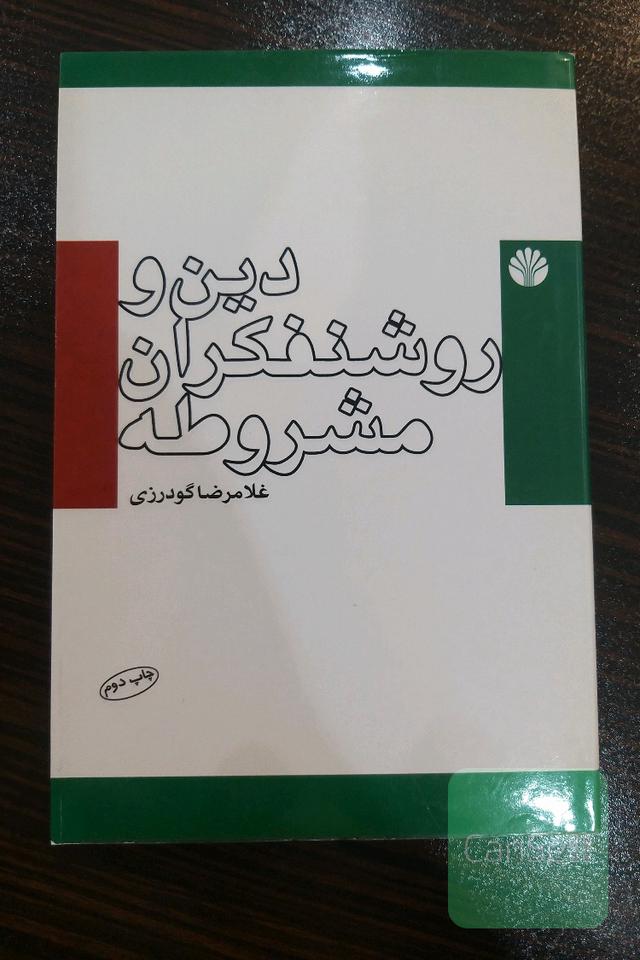 دین و
روشنفکران
مشروطه
غلامرضا گودرزی
چاپ دوم